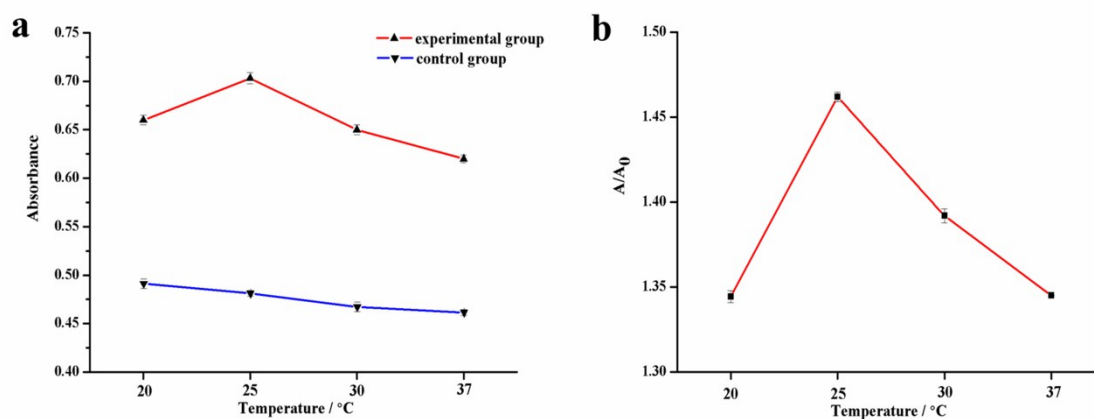 a
0.75
0.70
0.65
0.60
0.55
0.50
0.45
0.40
Absorbance
experimental group
control group
20 25 30 37
Temperature / °C
b
1.50
1.45
1.40
1.35
1.30
A/A0
20 25 30 37
Temperature / °C